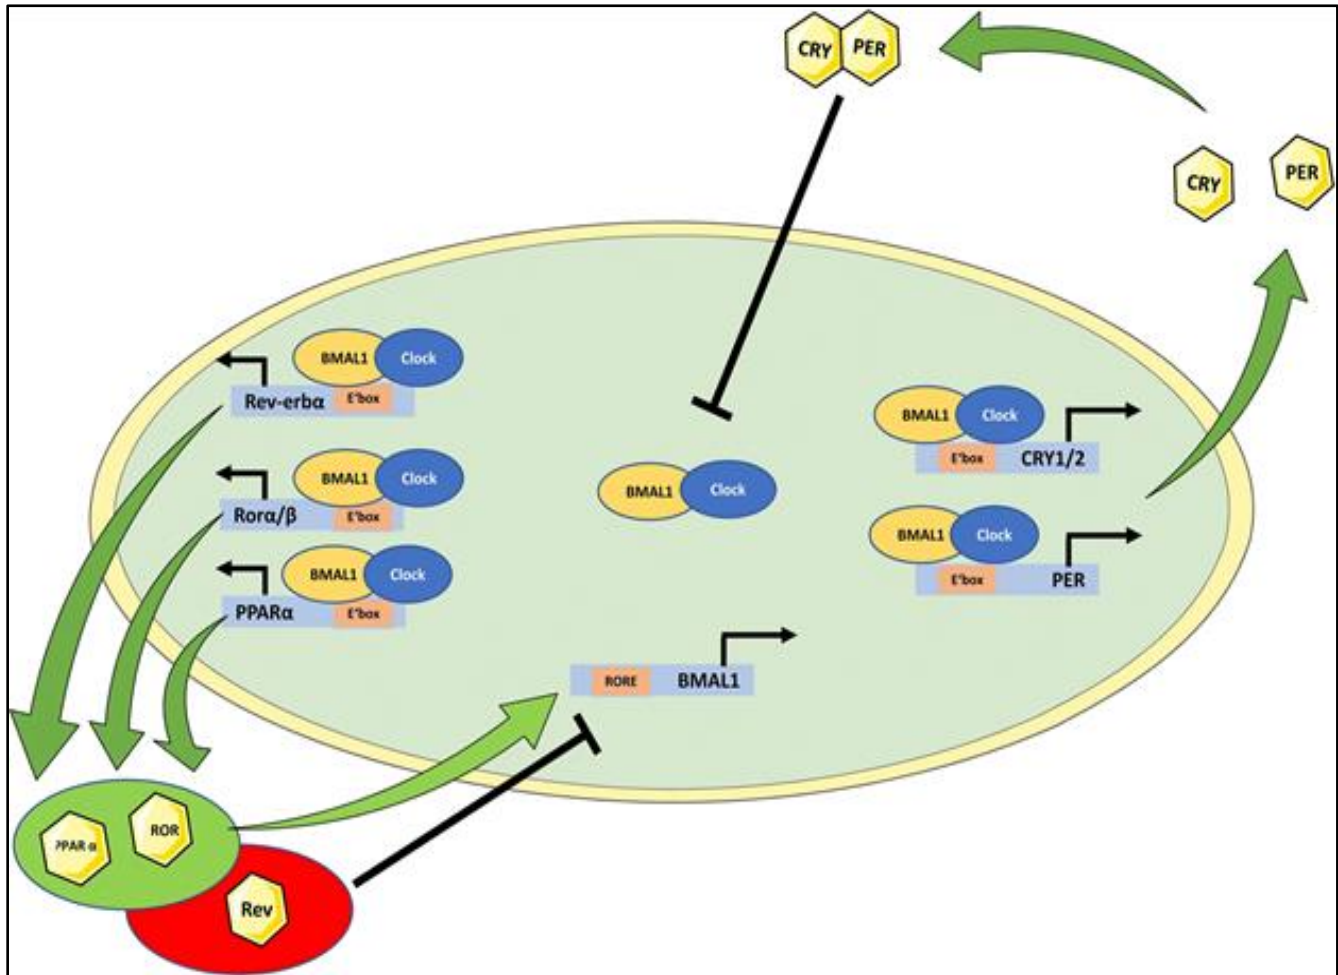 CRY PER
CRY PER
BMAL1 Clock
Rev-erbα E'box
BMAL1 Clock
Rorα/β E'box
BMAL1 Clock
PPARα E'box
BMAL1 Clock
BMAL1 Clock
E'box CRY1/2
BMAL1 Clock
E'box PER
RORE BMAL1
PPAR α ROR
Rev